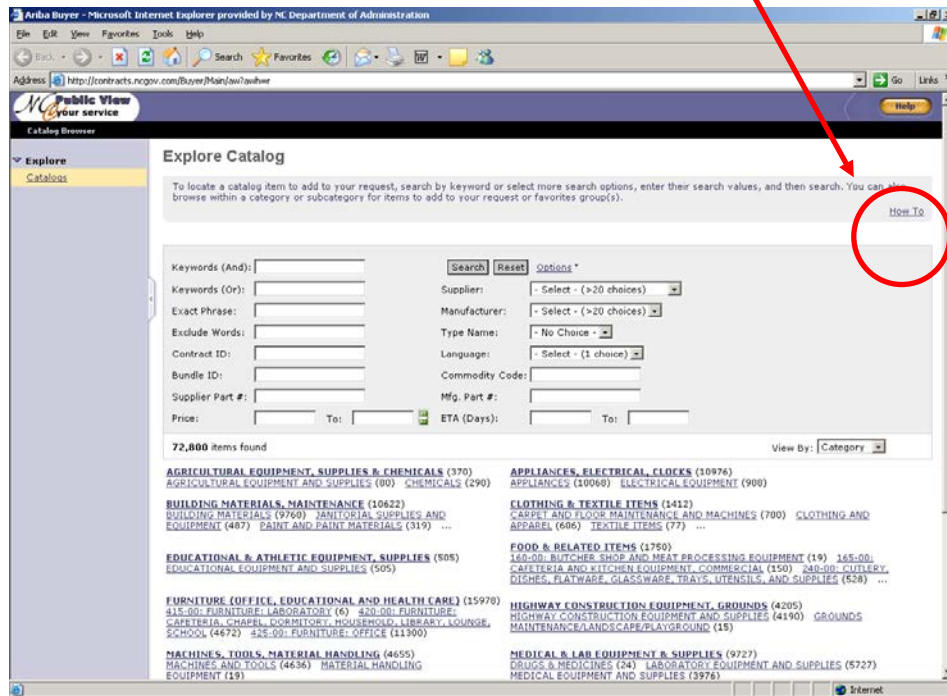 Ariba Buyer - Microsoft Internet Explorer provided by NC Department of Administration
File Edit View Favorites Tools Help
Back Search Favorites
Address http://contracts.ncgov.com/Buyer/Main/aw?awhwr Go Links
NC Public View
@your service
Help
Catalog Browser
Explore
Catalogs
Explore Catalog
To locate a catalog item to add to your request, search by keyword or select more search options, enter their search values, and then search. You can also
browse within a category or subcategory for items to add to your request or favorites group(s).
How To
Keywords (And): Search Reset Options
Keywords (Or): Supplier: - Select - (>20 choices)
Exact Phrase: Manufacturer: - Select - (>20 choices)
Exclude Words: Type Name: - No Choice -
Contract ID: Language: - Select - (1 choice)
Bundle ID: Commodity Code:
Supplier Part #: Mfg. Part #:
Price: To: ETA (Days): To:
72,800 items found View By: Category
AGRICULTURAL EQUIPMENT, SUPPLIES & CHEMICALS (370)
AGRICULTURAL EQUIPMENT AND SUPPLIES (80) CHEMICALS (290)
APPLIANCES, ELECTRICAL, CLOCKS (10976)
APPLIANCES (10068) ELECTRICAL EQUIPMENT (908)
BUILDING MATERIALS, MAINTENANCE (10622)
BUILDING MATERIALS (9760) JANITORIAL SUPPLIES AND
EQUIPMENT (487) PAINT AND PAINT MATERIALS (319) ...
CLOTHING & TEXTILE ITEMS (1412)
CARPET AND FLOOR MAINTENANCE AND MACHINES (700) CLOTHING AND
APPAREL (606) TEXTILE ITEMS (77) ...
EDUCATIONAL & ATHLETIC EQUIPMENT, SUPPLIES (505)
EDUCATIONAL EQUIPMENT AND SUPPLIES (505)
FOOD & RELATED ITEMS (1750)
160-00: BUTCHER SHOP AND MEAT PROCESSING EQUIPMENT (19) 165-00:
CAFETERIA AND KITCHEN EQUIPMENT, COMMERCIAL (150) 240-00: CUTLERY,
DISHES, FLATWARE, GLASSWARE, TRAYS, UTENSILS, AND SUPPLIES (528) ...
FURNITURE (OFFICE, EDUCATIONAL AND HEALTH CARE) (15978)
415-00: FURNITURE: LABORATORY (6) 420-00: FURNITURE:
CAFETERIA, CHAPEL, DORMITORY, HOUSEHOLD, LIBRARY, LOUNGE,
SCHOOL (4672) 425-00: FURNITURE: OFFICE (11300)
HIGHWAY CONSTRUCTION EQUIPMENT, GROUNDS (4205)
HIGHWAY CONSTRUCTION EQUIPMENT AND SUPPLIES (4190) GROUNDS
MAINTENANCE/LANDSCAPE/PLAYGROUND (15)
MACHINES, TOOLS, MATERIAL HANDLING (4655)
MACHINES AND TOOLS (4636) MATERIAL HANDLING
EQUIPMENT (19)
MEDICAL & LAB EQUIPMENT & SUPPLIES (9727)
DRUGS & MEDICINES (24) LABORATORY EQUIPMENT AND SUPPLIES (5727)
MEDICAL EQUIPMENT AND SUPPLIES (3976)
Internet